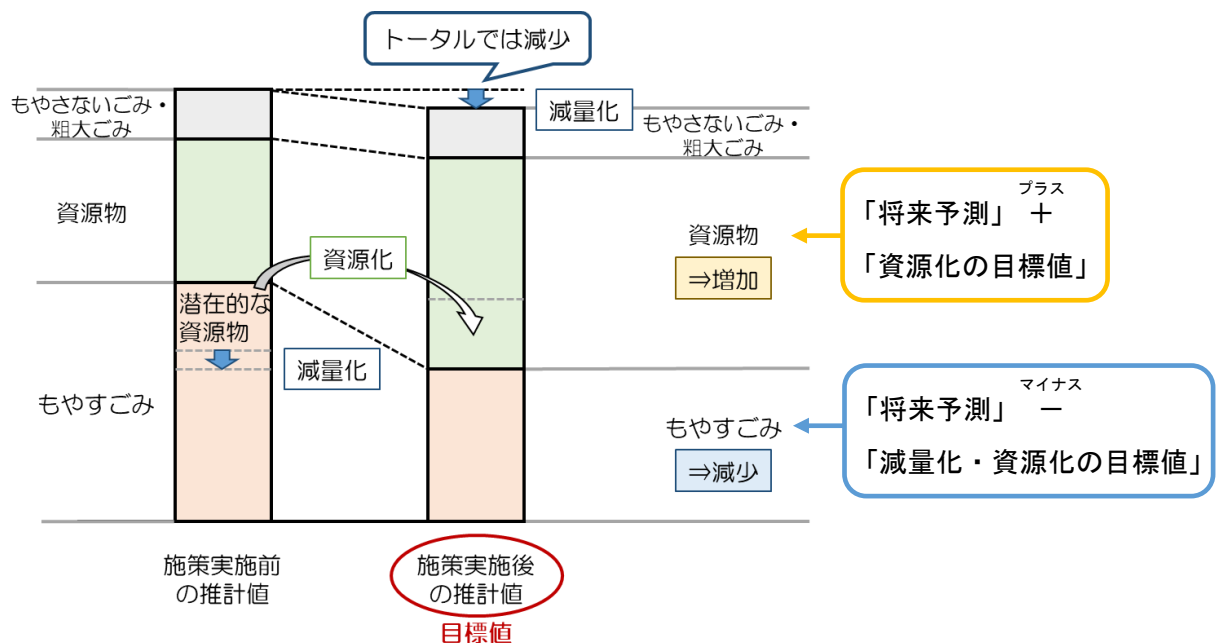 トータルでは減少
減量化
もやさないごみ・
粗大ごみ
もやさないごみ・
粗大ごみ
資源物
資源化
潜在的な
資源物
減量化
もやすごみ
資源物
⇒増加
プラス
「将来予測」 ＋
「資源化の目標値」
もやすごみ
⇒減少
マイナス
「将来予測」 －
「減量化・資源化の目標値」
施策実施前
の推計値
施策実施後
の推計値
目標値